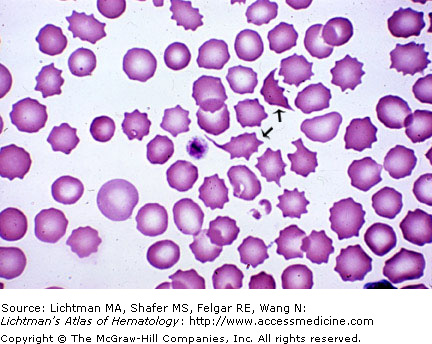 Source: Lichtman MA, Shafer MS, Felgar RE, Wang N:
Lichtman's Atlas of Hematology: http://www.accessmedicine.com
Copyright © The McGraw-Hill Companies, Inc. All rights reserved.